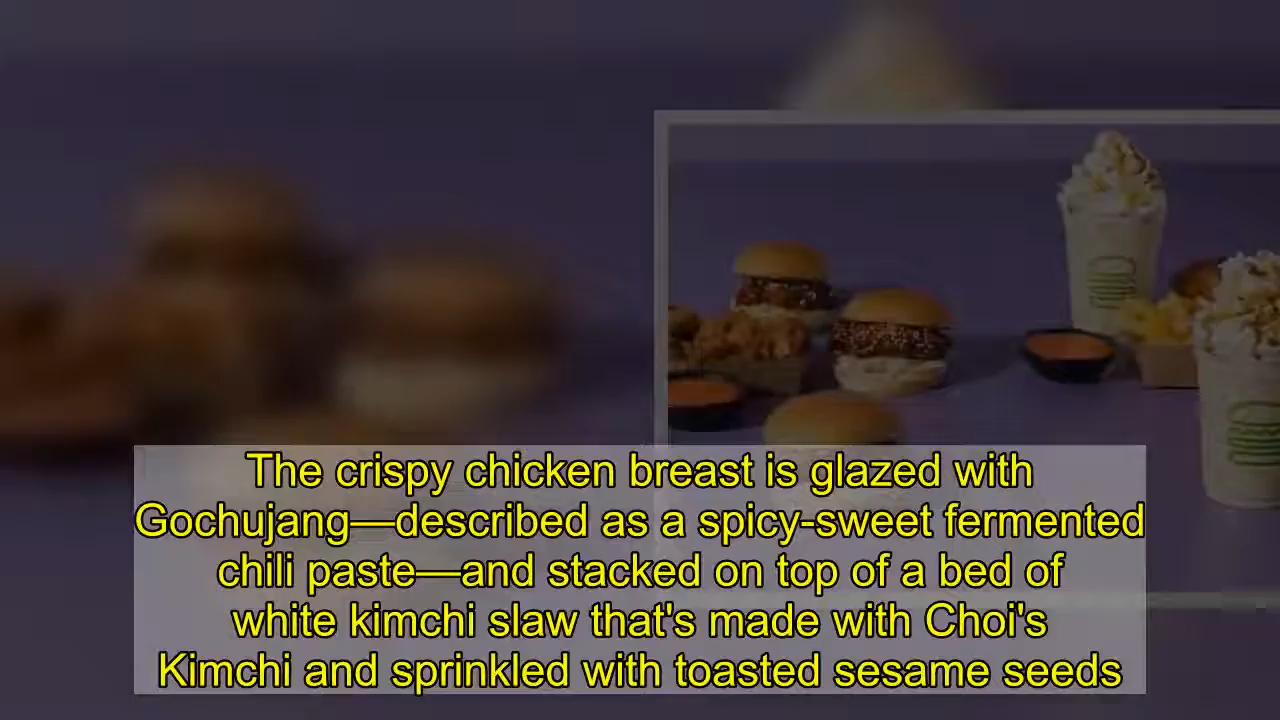 The crispy chicken breast is glazed with
Gochujang—described as a spicy-sweet fermented
chili paste—and stacked on top of a bed of
white kimchi slaw that's made with Choi's
Kimchi and sprinkled with toasted sesame seeds